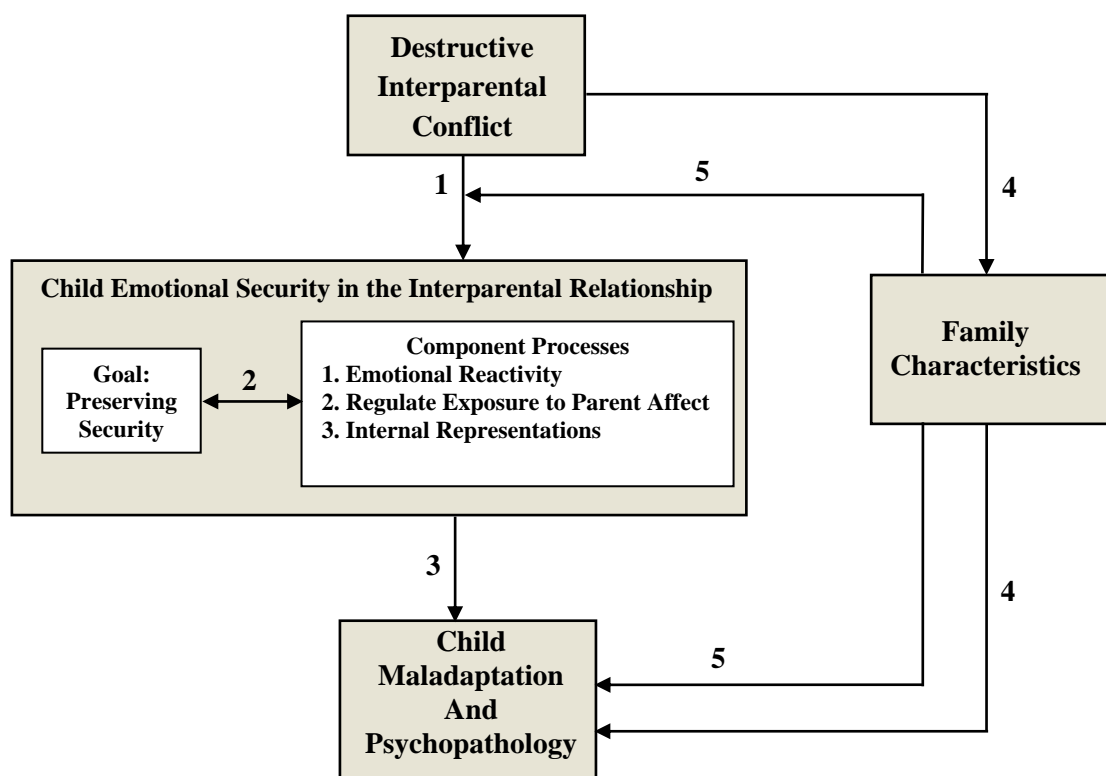 Destructive
Interparental
Conflict
1
5
4
Child Emotional Security in the Interparental Relationship
Goal:
Preserving
Security
2
Component Processes
1. Emotional Reactivity
2. Regulate Exposure to Parent Affect
3. Internal Representations
Family
Characteristics
3
4
5
Child
Maladaptation
And
Psychopathology